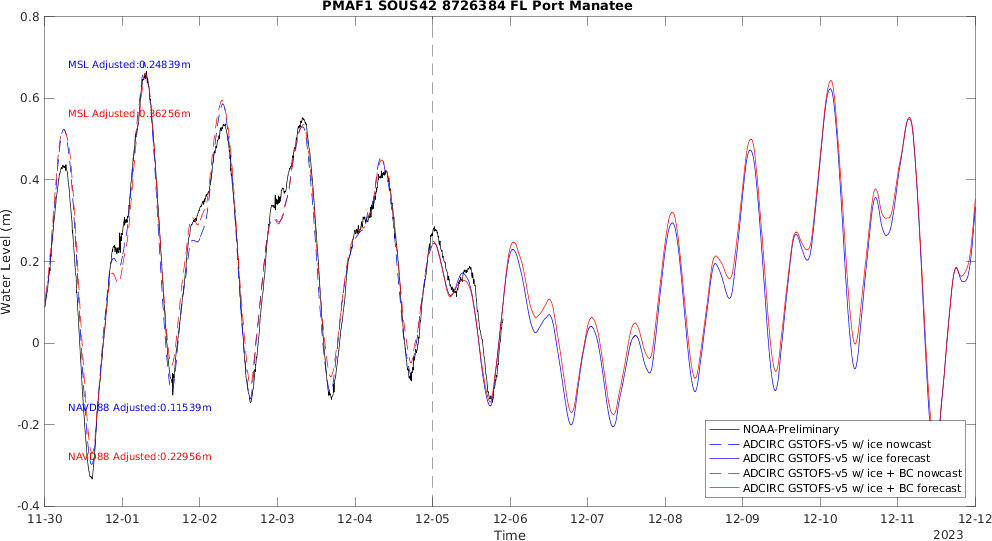 PMAF1 SOUS42 8726384 FL Port Manatee
0.8
0.6
0.4
0.2
0
-0.2
-0.4
Water Level (m)
MSL Adjusted:0.24839m
MSL Adjusted:0.36256m
NAVD88 Adjusted:0.11539m
NAVD88 Adjusted:0.22956m
NOAA-Preliminary
ADCIRC GSTOFS-v5 w/ ice nowcast
ADCIRC GSTOFS-v5 w/ ice forecast
ADCIRC GSTOFS-v5 w/ ice + BC nowcast
ADCIRC GSTOFS-v5 w/ ice + BC forecast
11-30 12-01 12-02 12-03 12-04 12-05 12-06 12-07 12-08 12-09 12-10 12-11 12-12
Time
2023